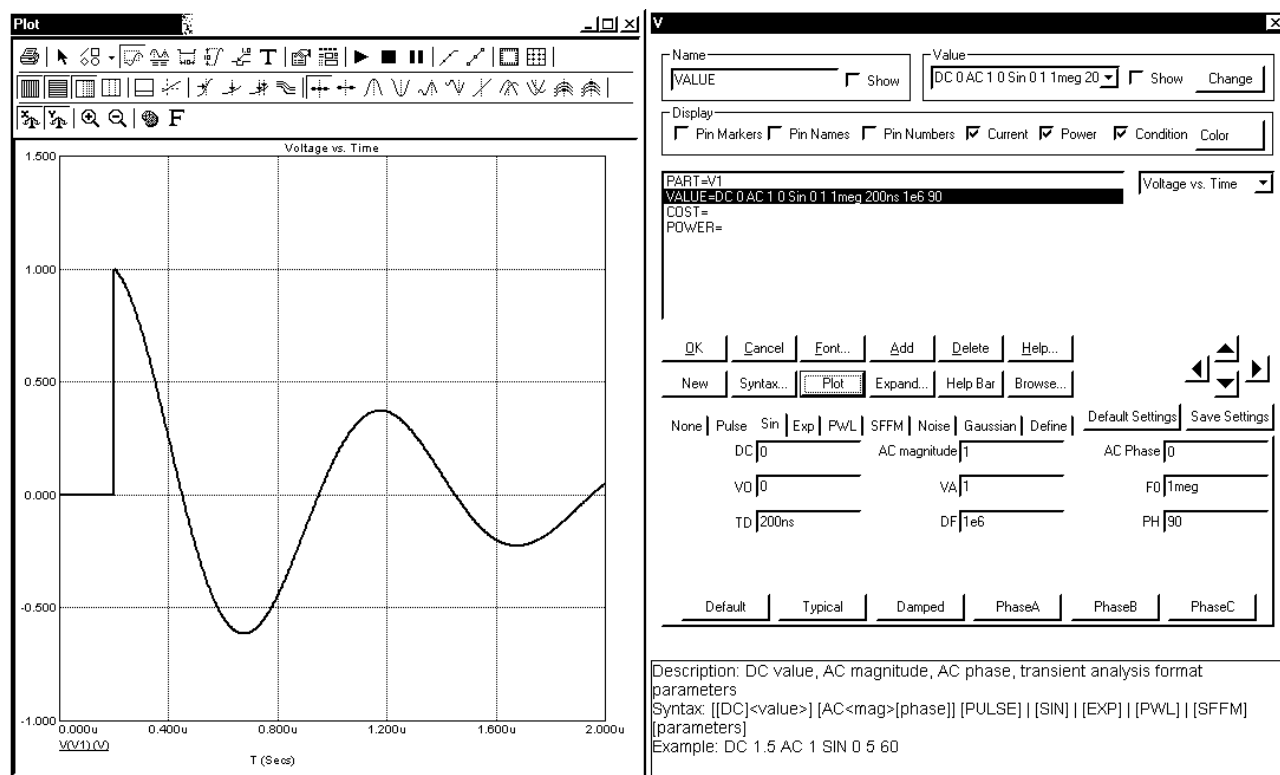 Plot
T
F
Voltage vs. Time
1.500
1.000
0.500
0.000
-0.500
-1.000
0.000u 0.400u 0.800u 1.200u 1.600u 2.000u
V(V1) (V)
T (Secs)
V
Name
VALUE
Show
Value
DC 0 AC 1 0 Sin 0 1 1meg 20
Show
Change
Display
Pin Markers Pin Names Pin Numbers Current Power Condition Color
PART=V1
VALUE=DC 0 AC 1 0 Sin 0 1 1meg 200ns 1e6 90
COST=
POWER=
Voltage vs. Time
OK Cancel Font... Add Delete Help...
New Syntax... Plot Expand... Help Bar Browse...
None Pulse Sin Exp PWL SFFM Noise Gaussian Define
Default Settings Save Settings
DC 0 AC magnitude 1 AC Phase 0
VO 0 VA 1 F0 1meg
TD 200ns DF 1e6 PH 90
Default Typical Damped PhaseA PhaseB PhaseC
Description: DC value, AC magnitude, AC phase, transient analysis format
parameters
Syntax: [[DC]<value>] [AC<mag>[phase]] [PULSE] | [SIN] | [EXP] | [PWL] | [SFFM]
[parameters]
Example: DC 1.5 AC 1 SIN 0 5 60